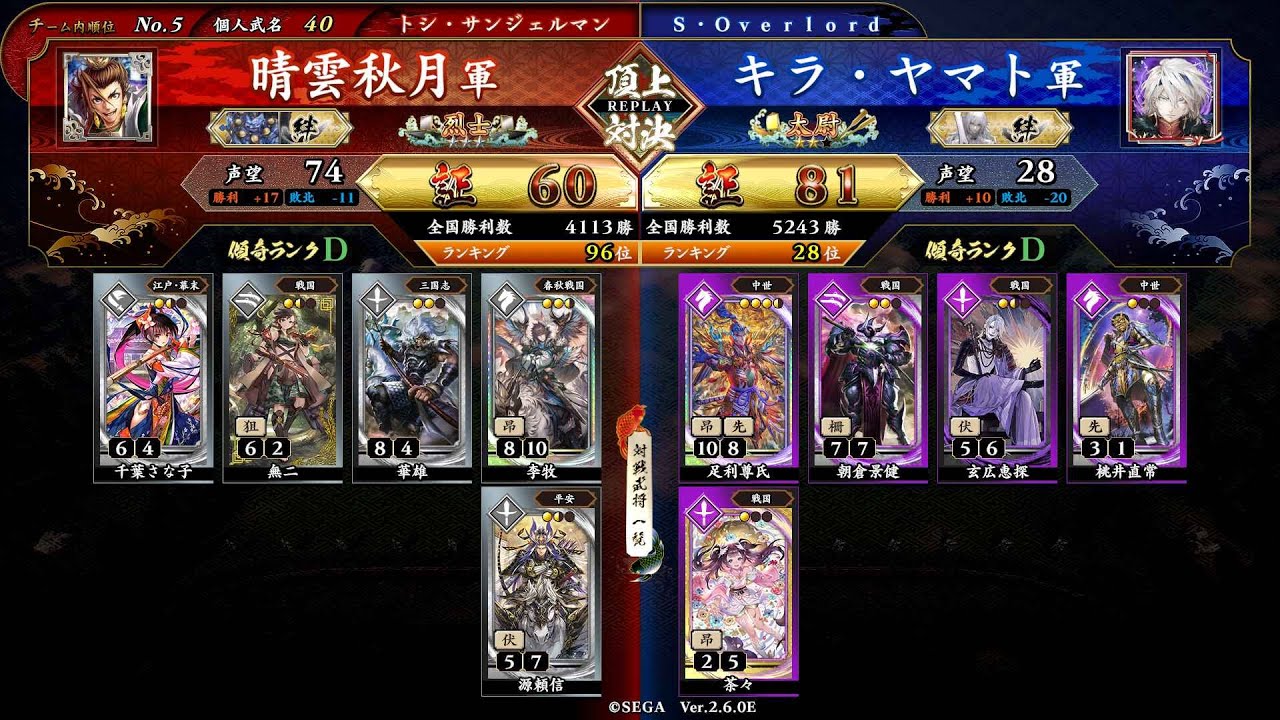 チーム内順位 No.5 個人武名 40 トシ・サンジェルマン
S・Overlord
晴雲秋月軍
頂上
REPLAY
対決
キラ・ヤマト軍
絆 烈士
太尉 絆
声望 74
勝利 +17 敗北 -11
証 60
証 81
声望 28
勝利 +10 敗北 -20
全国勝利数 4113勝
全国勝利数 5243勝
傾奇ランクD
ランキング 96位
ランキング 28位
傾奇ランクD
江戸・幕末
6 4
千葉さな子
戦国
狙
6 2
無二
三国志
8 4
華雄
春秋戦国
昂
8 10
李牧
平安
伏
5 7
源頼信
対戦武将一覧
中世
昂 先
10 8
足利尊氏
戦国
柵
7 7
朝倉景健
戦国
伏
5 6
玄広恵探
中世
先
3 1
桃井直常
戦国
昂
2 5
茶々
©SEGA Ver.2.6.0E